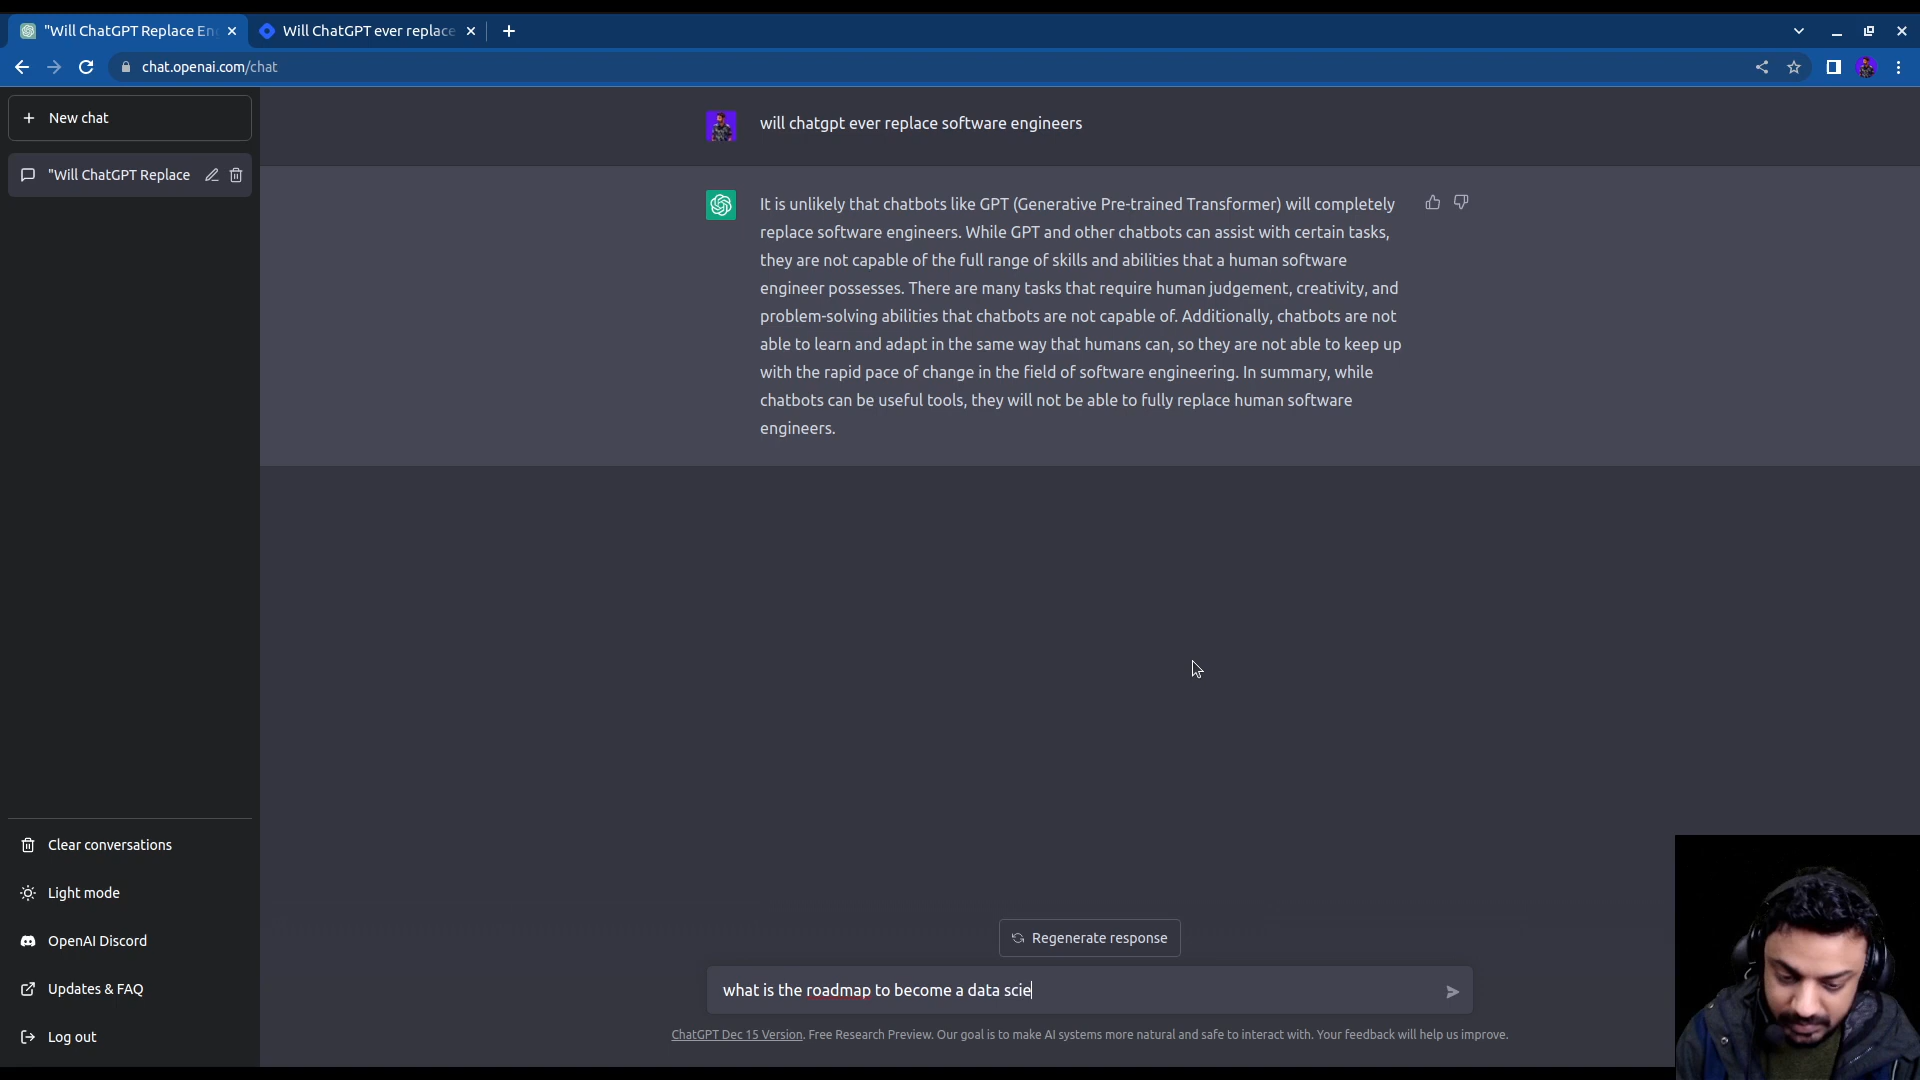 "Will ChatGPT Replace En
Will ChatGPT ever replace
chat.openai.com/chat
New chat
"Will ChatGPT Replace
will chatgpt ever replace software engineers
It is unlikely that chatbots like GPT (Generative Pre-trained Transformer) will completely
replace software engineers. While GPT and other chatbots can assist with certain tasks,
they are not capable of the full range of skills and abilities that a human software
engineer possesses. There are many tasks that require human judgement, creativity, and
problem-solving abilities that chatbots are not capable of. Additionally, chatbots are not
able to learn and adapt in the same way that humans can, so they are not able to keep up
with the rapid pace of change in the field of software engineering. In summary, while
chatbots can be useful tools, they will not be able to fully replace human software
engineers.
Clear conversations
Light mode
OpenAI Discord
Updates & FAQ
Log out
Regenerate response
what is the roadmap to become a data scie
ChatGPT Dec 15 Version. Free Research Preview. Our goal is to make AI systems more natural and safe to interact with. Your feedback will help us improve.